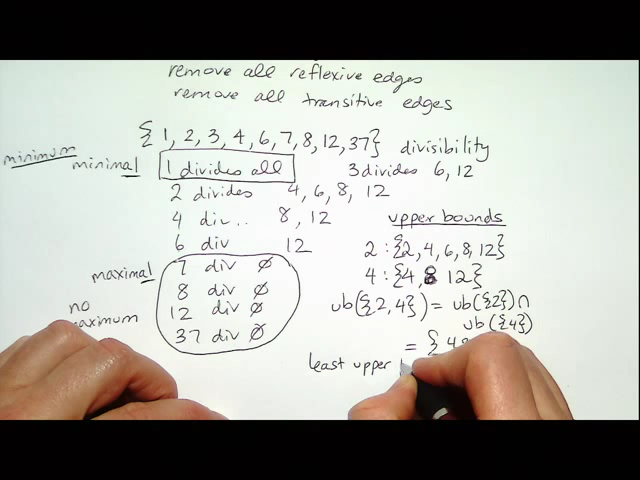 remove all reflexive edges
remove all transitive edges
{1, 2, 3, 4, 6, 7, 8, 12, 37} divisibility
minimum
minimal
1 divides all
3 divides 6, 12
2 divides 4, 6, 8, 12
4 div .. 8, 12
6 div 12
maximal
7 div ∅
8 div ∅
12 div ∅
37 div ∅
no
maximum
upper bounds
2 : {2, 4, 6, 8, 12}
4 : {4, 8 12}
ub({2, 4}) = ub({2}) ∩
ub({4})
= {4 8
least upper